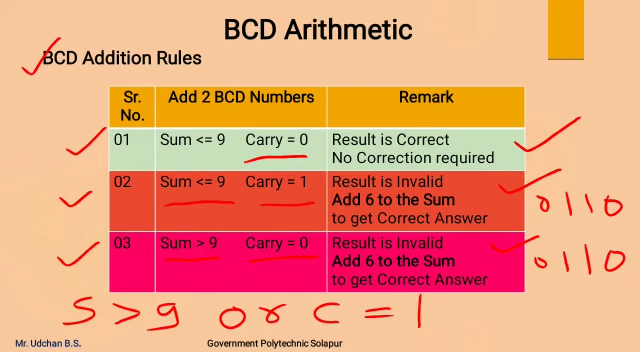 BCD Arithmetic
BCD Addition Rules
Sr. No. Add 2 BCD Numbers Remark
01 Sum <= 9 Carry = 0 Result is Correct
No Correction required
02 Sum <= 9 Carry = 1 Result is Invalid
Add 6 to the Sum
to get Correct Answer
0110
03 Sum > 9 Carry = 0 Result is Invalid
Add 6 to the Sum
to get Correct Answer
0110
S > 9 or C = 1
Mr. Udchan B.S. Government Polytechnic Solapur